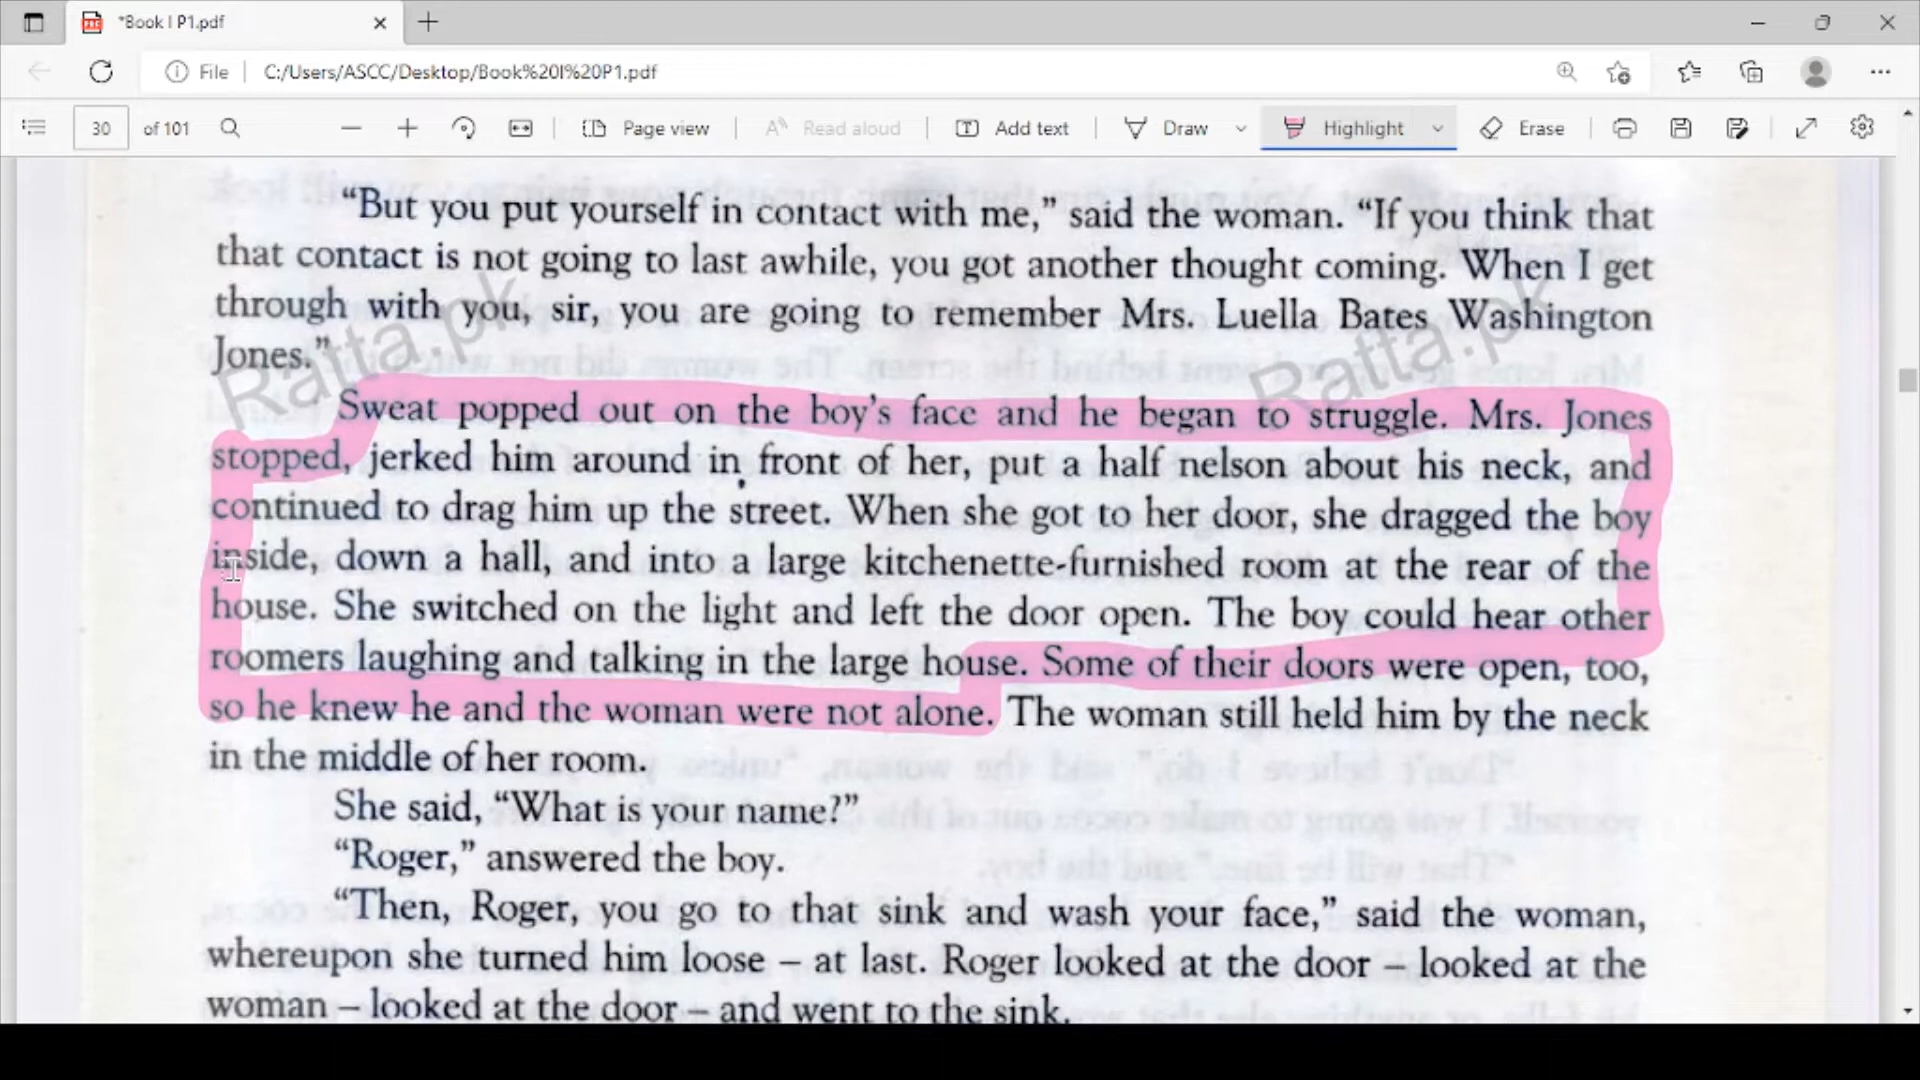 *Book I P1.pdf
File
C:/Users/ASCC/Desktop/Book%20I%20P1.pdf
30 of 101
Page view
Read aloud
Add text
Draw
Highlight
Erase
“But you put yourself in contact with me,” said the woman. “If you think that
that contact is not going to last awhile, you got another thought coming. When I get
through with you, sir, you are going to remember Mrs. Luella Bates Washington
Jones.”
Ratta.pk
Ratta.pk
Sweat popped out on the boy’s face and he began to struggle. Mrs. Jones
stopped, jerked him around in front of her, put a half nelson about his neck, and
continued to drag him up the street. When she got to her door, she dragged the boy
inside, down a hall, and into a large kitchenette-furnished room at the rear of the
house. She switched on the light and left the door open. The boy could hear other
roomers laughing and talking in the large house. Some of their doors were open, too,
so he knew he and the woman were not alone. The woman still held him by the neck
in the middle of her room.
She said, “What is your name?”
“Roger,” answered the boy.
“Then, Roger, you go to that sink and wash your face,” said the woman,
whereupon she turned him loose – at last. Roger looked at the door – looked at the
woman – looked at the door – and went to the sink.